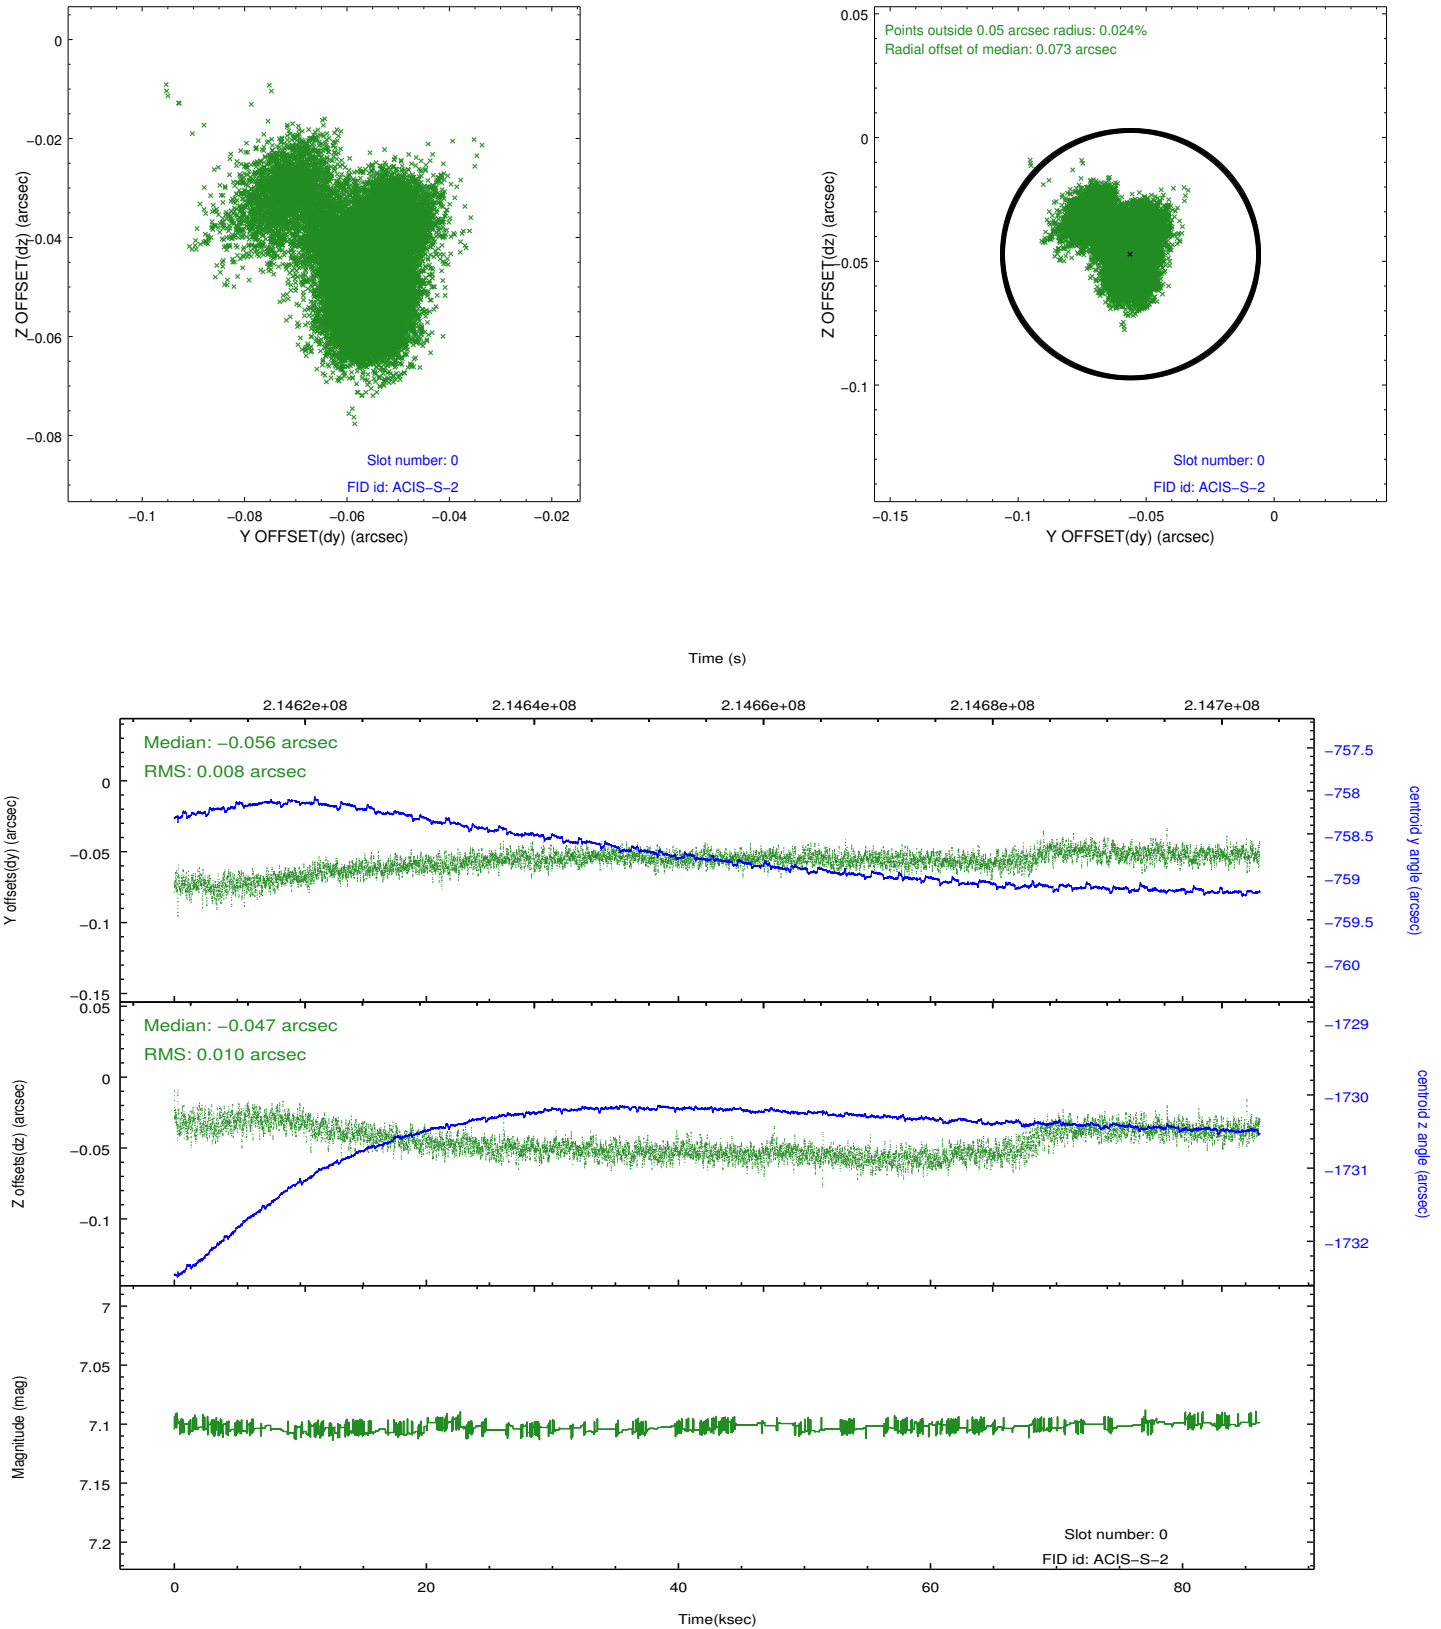 0
−0.02
−0.04
−0.06
−0.08
Z OFFSET(dz) (arcsec)
Slot number: 0
FID id: ACIS−S−2
−0.1
−0.08
−0.06
−0.04
−0.02
Y OFFSET(dy) (arcsec)
0.05
0
−0.05
−0.1
Z OFFSET(dz) (arcsec)
Points outside 0.05 arcsec radius: 0.024%
Radial offset of median: 0.073 arcsec
Slot number: 0
FID id: ACIS−S−2
−0.15
−0.1
−0.05
0
Y OFFSET(dy) (arcsec)
Time (s)
2.1462e+08
2.1464e+08
2.1466e+08
2.1468e+08
2.147e+08
Median: −0.056 arcsec
RMS: 0.008 arcsec
0
−0.05
−0.1
−0.15
Y offsets(dy) (arcsec)
−757.5
−758
−758.5
−759
−759.5
−760
centroid y angle (arcsec)
Median: −0.047 arcsec
RMS: 0.010 arcsec
0.05
0
−0.05
−0.1
Z offsets(dz) (arcsec)
−1729
−1730
−1731
−1732
centroid z angle (arcsec)
7
7.05
7.1
7.15
7.2
Magnitude (mag)
Slot number: 0
FID id: ACIS−S−2
0
20
40
60
80
Time(ksec)